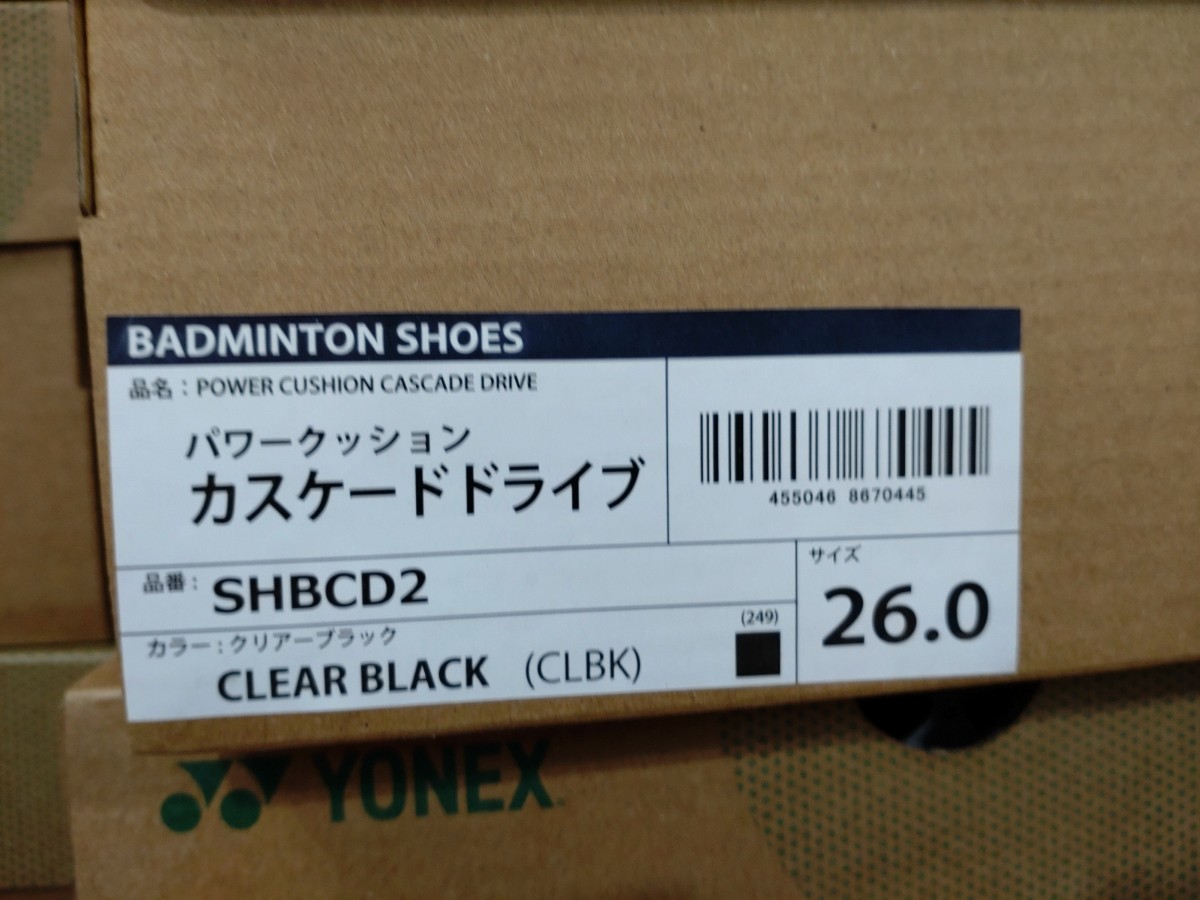 BADMINTON SHOES
品名：POWER CUSHION CASCADE DRIVE
パワークッション
カスケードドライブ
455046 8670445
品番：
SHBCD2
サイズ
26.0
カラー：クリアーブラック
(249)
CLEAR BLACK (CLBK)
YONEX